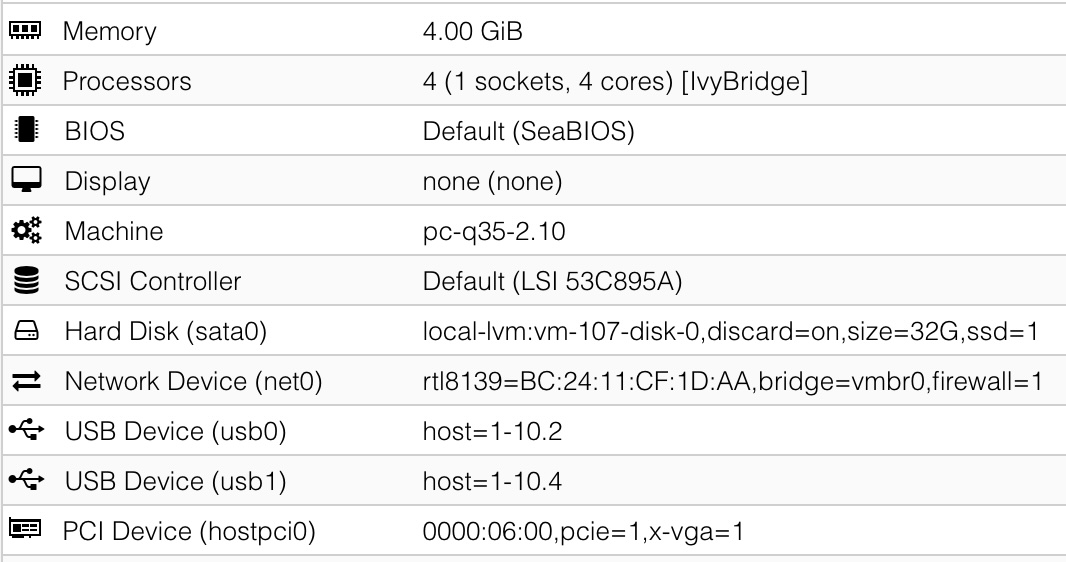 Memory 4.00 GiB
Processors 4 (1 sockets, 4 cores) [IvyBridge]
BIOS Default (SeaBIOS)
Display none (none)
Machine pc-q35-2.10
SCSI Controller Default (LSI 53C895A)
Hard Disk (sata0) local-lvm:vm-107-disk-0,discard=on,size=32G,ssd=1
Network Device (net0) rtl8139=BC:24:11:CF:1D:AA,bridge=vmbr0,firewall=1
USB Device (usb0) host=1-10.2
USB Device (usb1) host=1-10.4
PCI Device (hostpci0) 0000:06:00,pcie=1,x-vga=1